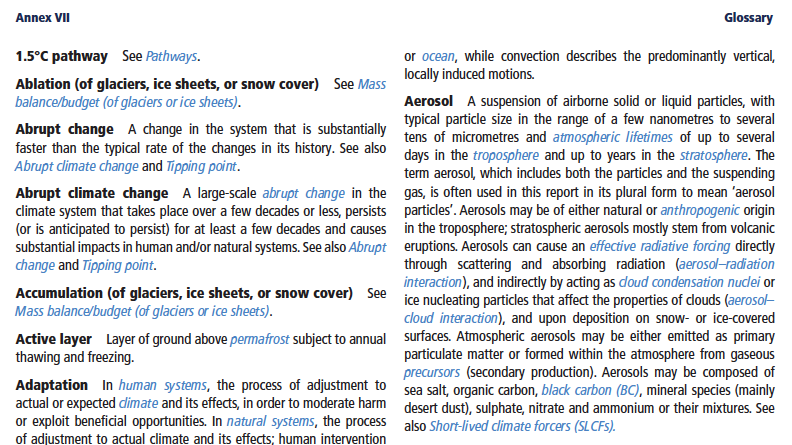 Annex VII
Glossary
1.5°C pathway See Pathways.
Ablation (of glaciers, ice sheets, or snow cover) See Mass
balance/budget (of glaciers or ice sheets).
Abrupt change A change in the system that is substantially
faster than the typical rate of the changes in its history. See also
Abrupt climate change and Tipping point.
Abrupt climate change A large-scale abrupt change in the
climate system that takes place over a few decades or less, persists
(or is anticipated to persist) for at least a few decades and causes
substantial impacts in human and/or natural systems. See also Abrupt
change and Tipping point.
Accumulation (of glaciers, ice sheets, or snow cover) See
Mass balance/budget (of glaciers or ice sheets).
Active layer Layer of ground above permafrost subject to annual
thawing and freezing.
Adaptation In human systems, the process of adjustment to
actual or expected climate and its effects, in order to moderate harm
or exploit beneficial opportunities. In natural systems, the process
of adjustment to actual climate and its effects; human intervention
or ocean, while convection describes the predominantly vertical,
locally induced motions.
Aerosol A suspension of airborne solid or liquid particles, with
typical particle size in the range of a few nanometres to several
tens of micrometres and atmospheric lifetimes of up to several
days in the troposphere and up to years in the stratosphere. The
term aerosol, which includes both the particles and the suspending
gas, is often used in this report in its plural form to mean 'aerosol
particles'. Aerosols may be of either natural or anthropogenic origin
in the troposphere; stratospheric aerosols mostly stem from volcanic
eruptions. Aerosols can cause an effective radiative forcing directly
through scattering and absorbing radiation (aerosol–radiation
interaction), and indirectly by acting as cloud condensation nuclei or
ice nucleating particles that affect the properties of clouds (aerosol–
cloud interaction), and upon deposition on snow- or ice-covered
surfaces. Atmospheric aerosols may be either emitted as primary
particulate matter or formed within the atmosphere from gaseous
precursors (secondary production). Aerosols may be composed of
sea salt, organic carbon, black carbon (BC), mineral species (mainly
desert dust), sulphate, nitrate and ammonium or their mixtures. See
also Short-lived climate forcers (SLCFs).